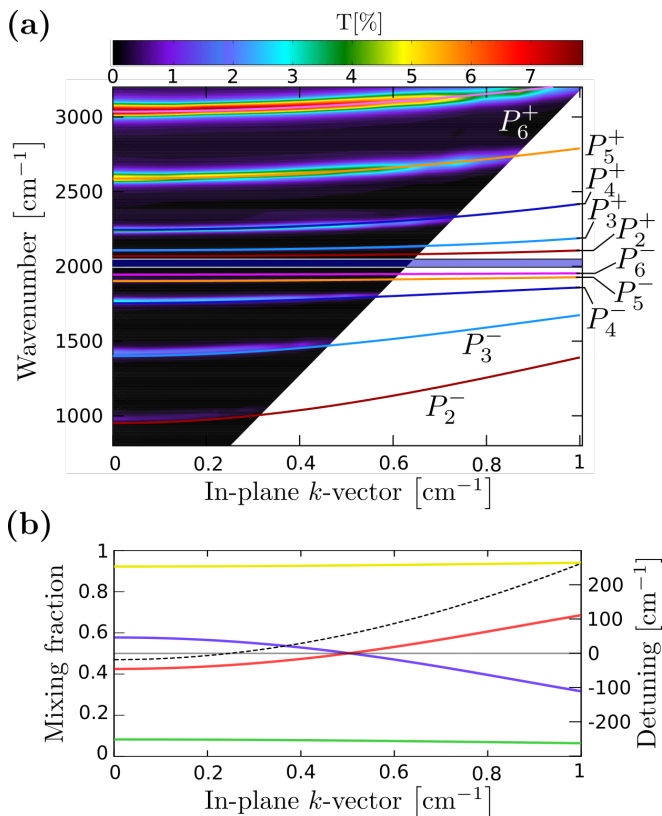 (a)
T[%]
0 1 2 3 4 5 6 7
3000
2500
2000
1500
1000
Wavenumber [cm⁻¹]
P₆⁺
P₅⁺
P₄⁺
P₃⁺
P₂⁺
P₆⁻
P₅⁻
P₄⁻
P₃⁻
P₂⁻
0 0.2 0.4 0.6 0.8 1
In-plane k-vector [cm⁻¹]
(b)
1
0.8
0.6
0.4
0.2
0
Mixing fraction
200
100
0
-100
-200
Detuning [cm⁻¹]
0 0.2 0.4 0.6 0.8 1
In-plane k-vector [cm⁻¹]